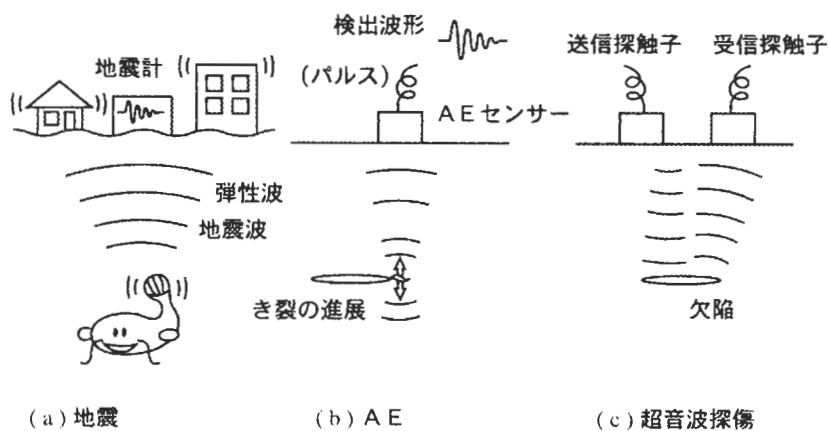 検出波形
地震計
(パルス)
AEセンサー
弾性波
地震波
き裂の進展
送信探触子
受信探触子
欠陥
(a)地震
(b)AE
(c)超音波探傷